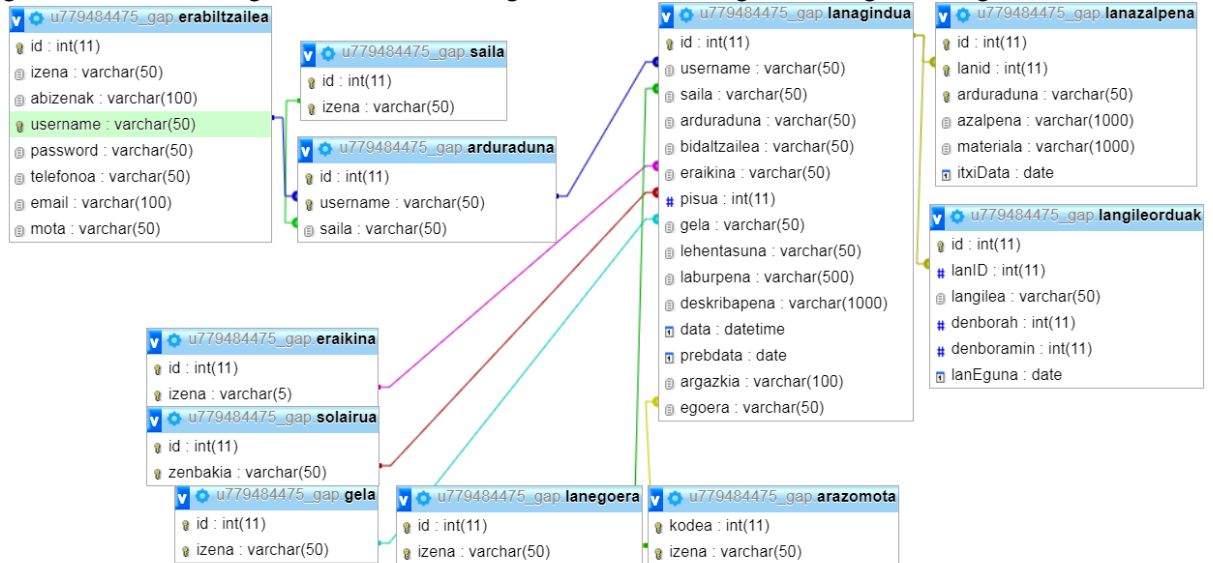 u779484475_gap erabiltzailea
id : int(11)
izena : varchar(50)
abizenak : varchar(100)
username : varchar(50)
password : varchar(50)
telefonoa : varchar(50)
email : varchar(100)
mota : varchar(50)
u779484475_gap saila
id : int(11)
izena : varchar(50)
u779484475_gap arduraduna
id : int(11)
username : varchar(50)
saila : varchar(50)
u779484475_gap lanagindua
id : int(11)
username : varchar(50)
saila : varchar(50)
arduraduna : varchar(50)
bidaltzailea : varchar(50)
eraikina : varchar(50)
# pisua : int(11)
gela : varchar(50)
lehentasuna : varchar(50)
laburpena : varchar(500)
deskribapena : varchar(1000)
data : datetime
prebdata : date
argazkia : varchar(100)
egoera : varchar(50)
u779484475_gap lanazalpena
id : int(11)
lanid : int(11)
arduraduna : varchar(50)
azalpena : varchar(1000)
materiala : varchar(1000)
itxiData : date
u779484475_gap langileorduak
id : int(11)
# lanID : int(11)
langilea : varchar(50)
# denborah : int(11)
# denboramin : int(11)
lanEguna : date
u779484475_gap eraikina
id : int(11)
izena : varchar(5)
u779484475_gap solairua
id : int(11)
zenbakia : varchar(50)
u779484475_gap gela
id : int(11)
izena : varchar(50)
u779484475_gap lanegoera
id : int(11)
izena : varchar(50)
u779484475_gap arazomota
kodea : int(11)
izena : varchar(50)